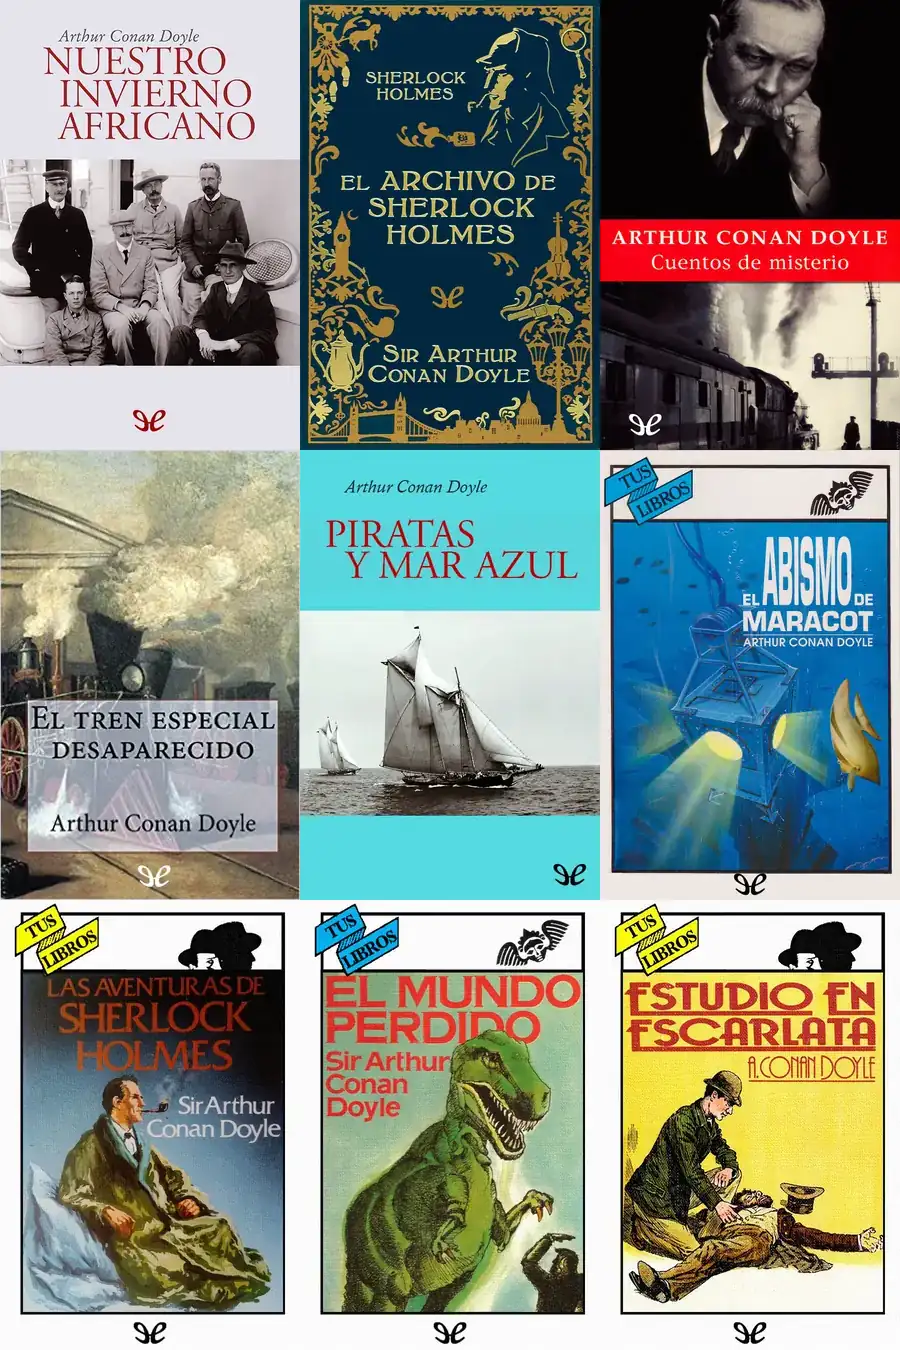 Arthur Conan Doyle
NUESTRO
INVIERNO
AFRICANO
SHERLOCK
HOLMES
EL ARCHIVO DE
SHERLOCK
HOLMES
SIR ARTHUR
CONAN DOYLE
ARTHUR CONAN DOYLE
Cuentos de misterio
EL TREN ESPECIAL
DESAPARECIDO
Arthur Conan Doyle
Arthur Conan Doyle
PIRATAS
Y MAR AZUL
TUS
LIBROS
EL ABISMO DE
MARACOT
ARTHUR CONAN DOYLE
TUS
LIBROS
LAS AVENTURAS DE
SHERLOCK
HOLMES
Sir Arthur
Conan Doyle
TUS
LIBROS
EL MUNDO
PERDIDO
Sir Arthur
Conan
Doyle
TUS
LIBROS
ESTUDIO EN
ESCARLATA
A. CONAN DOYLE